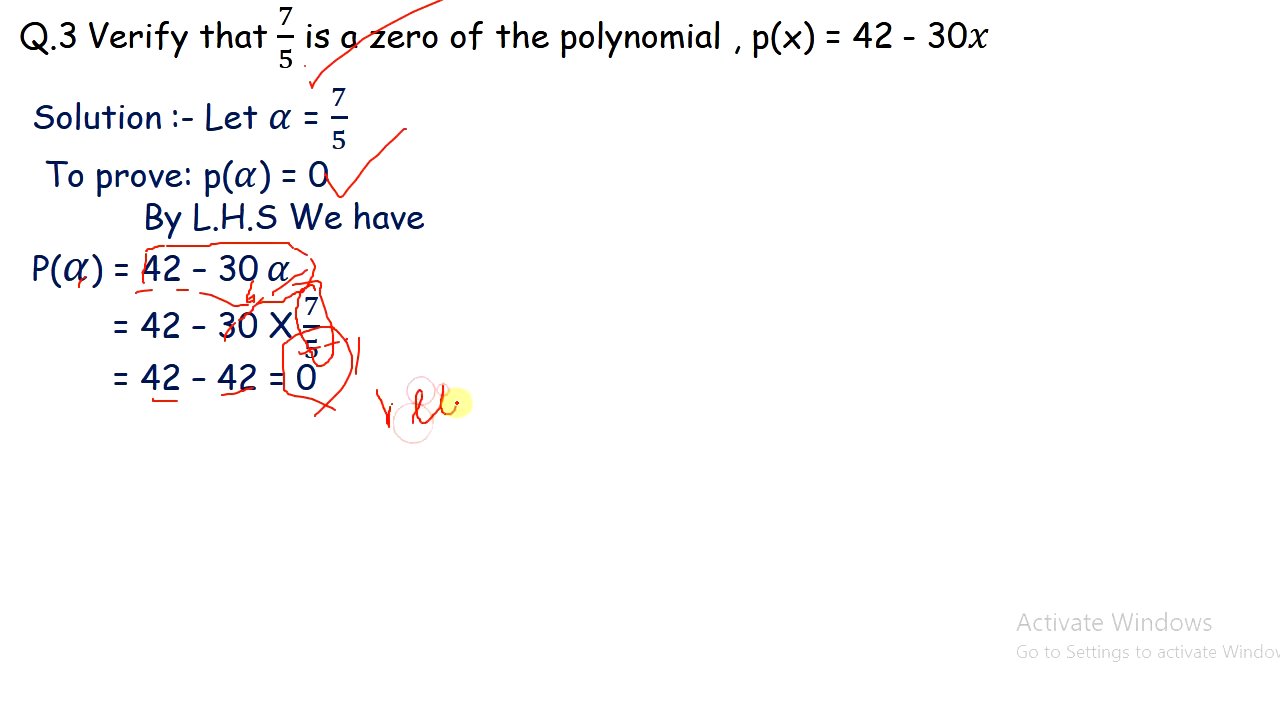 Q.3 Verify that 7/5 is a zero of the polynomial , p(x) = 42 - 30x
Solution :- Let α = 7/5
To prove: p(α) = 0
By L.H.S We have
P(α) = 42 - 30 α
= 42 - 30 X 7/5
= 42 - 42 = 0
Activate Windows
Go to Settings to activate Window